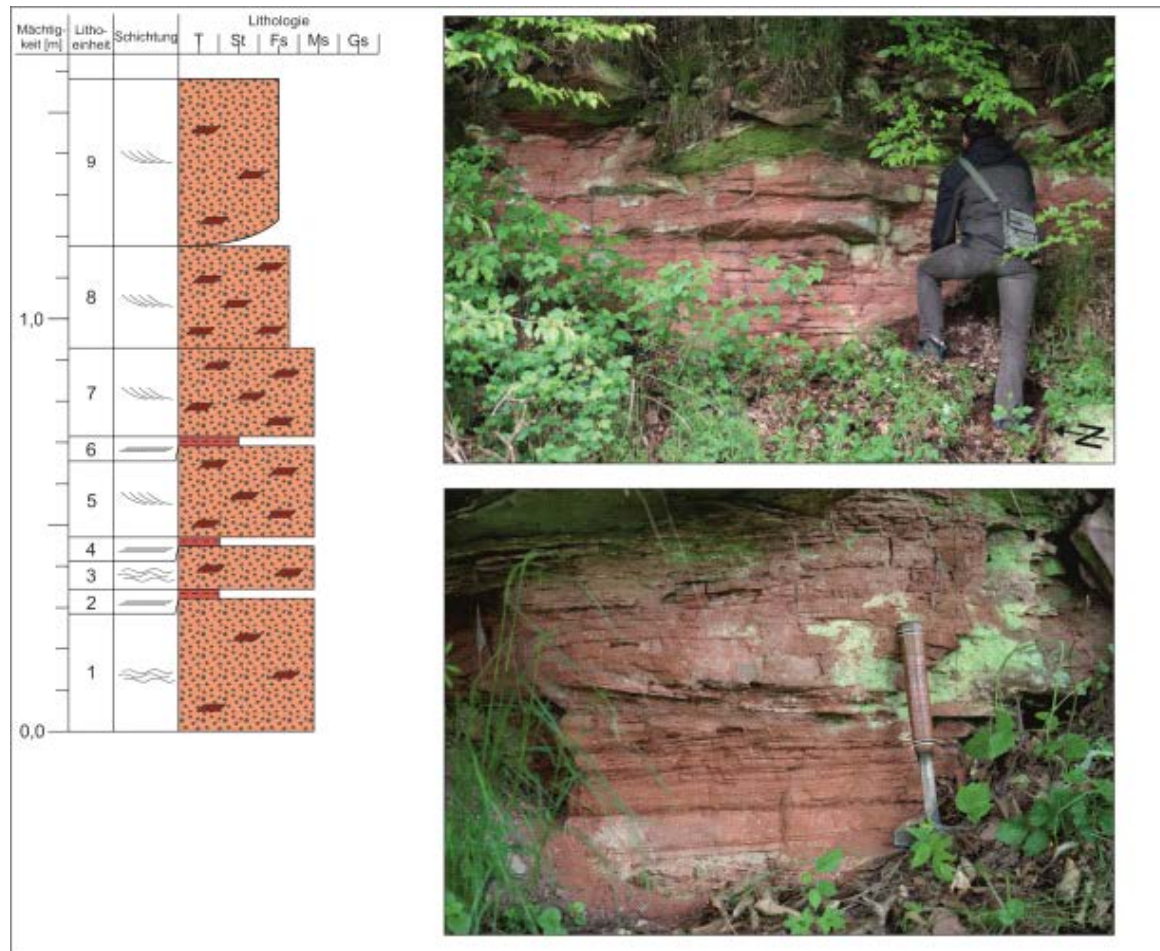 Mächtig-
keit [m]
Litho-
einheit
Schichtung
Lithologie
T St Fs Ms Gs
9
8
1,0
7
6
5
4
3
2
1
0,0
N